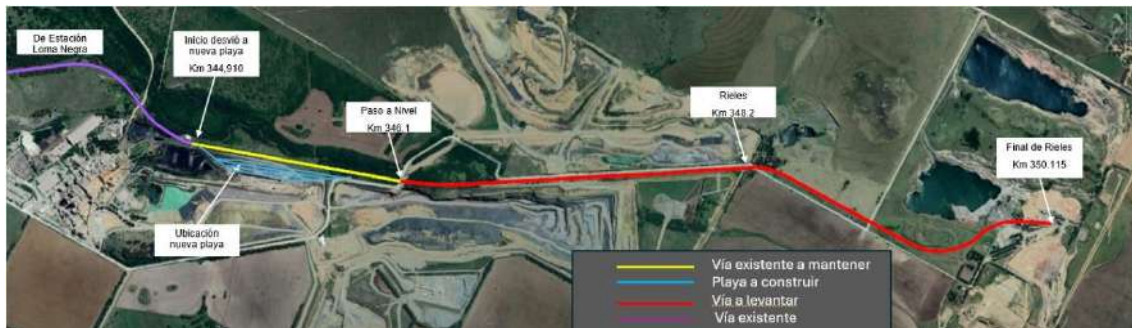 De Estación
Loma Negra
Inicio desvió a
nueva playa
Km 344,910
Paso a Nivel
Km 346.1
Rieles
Km 348.2
Final de Rieles
Km 350.115
Ubicación
nueva playa
Vía existente a mantener
Playa a construir
Vía a levantar
Vía existente